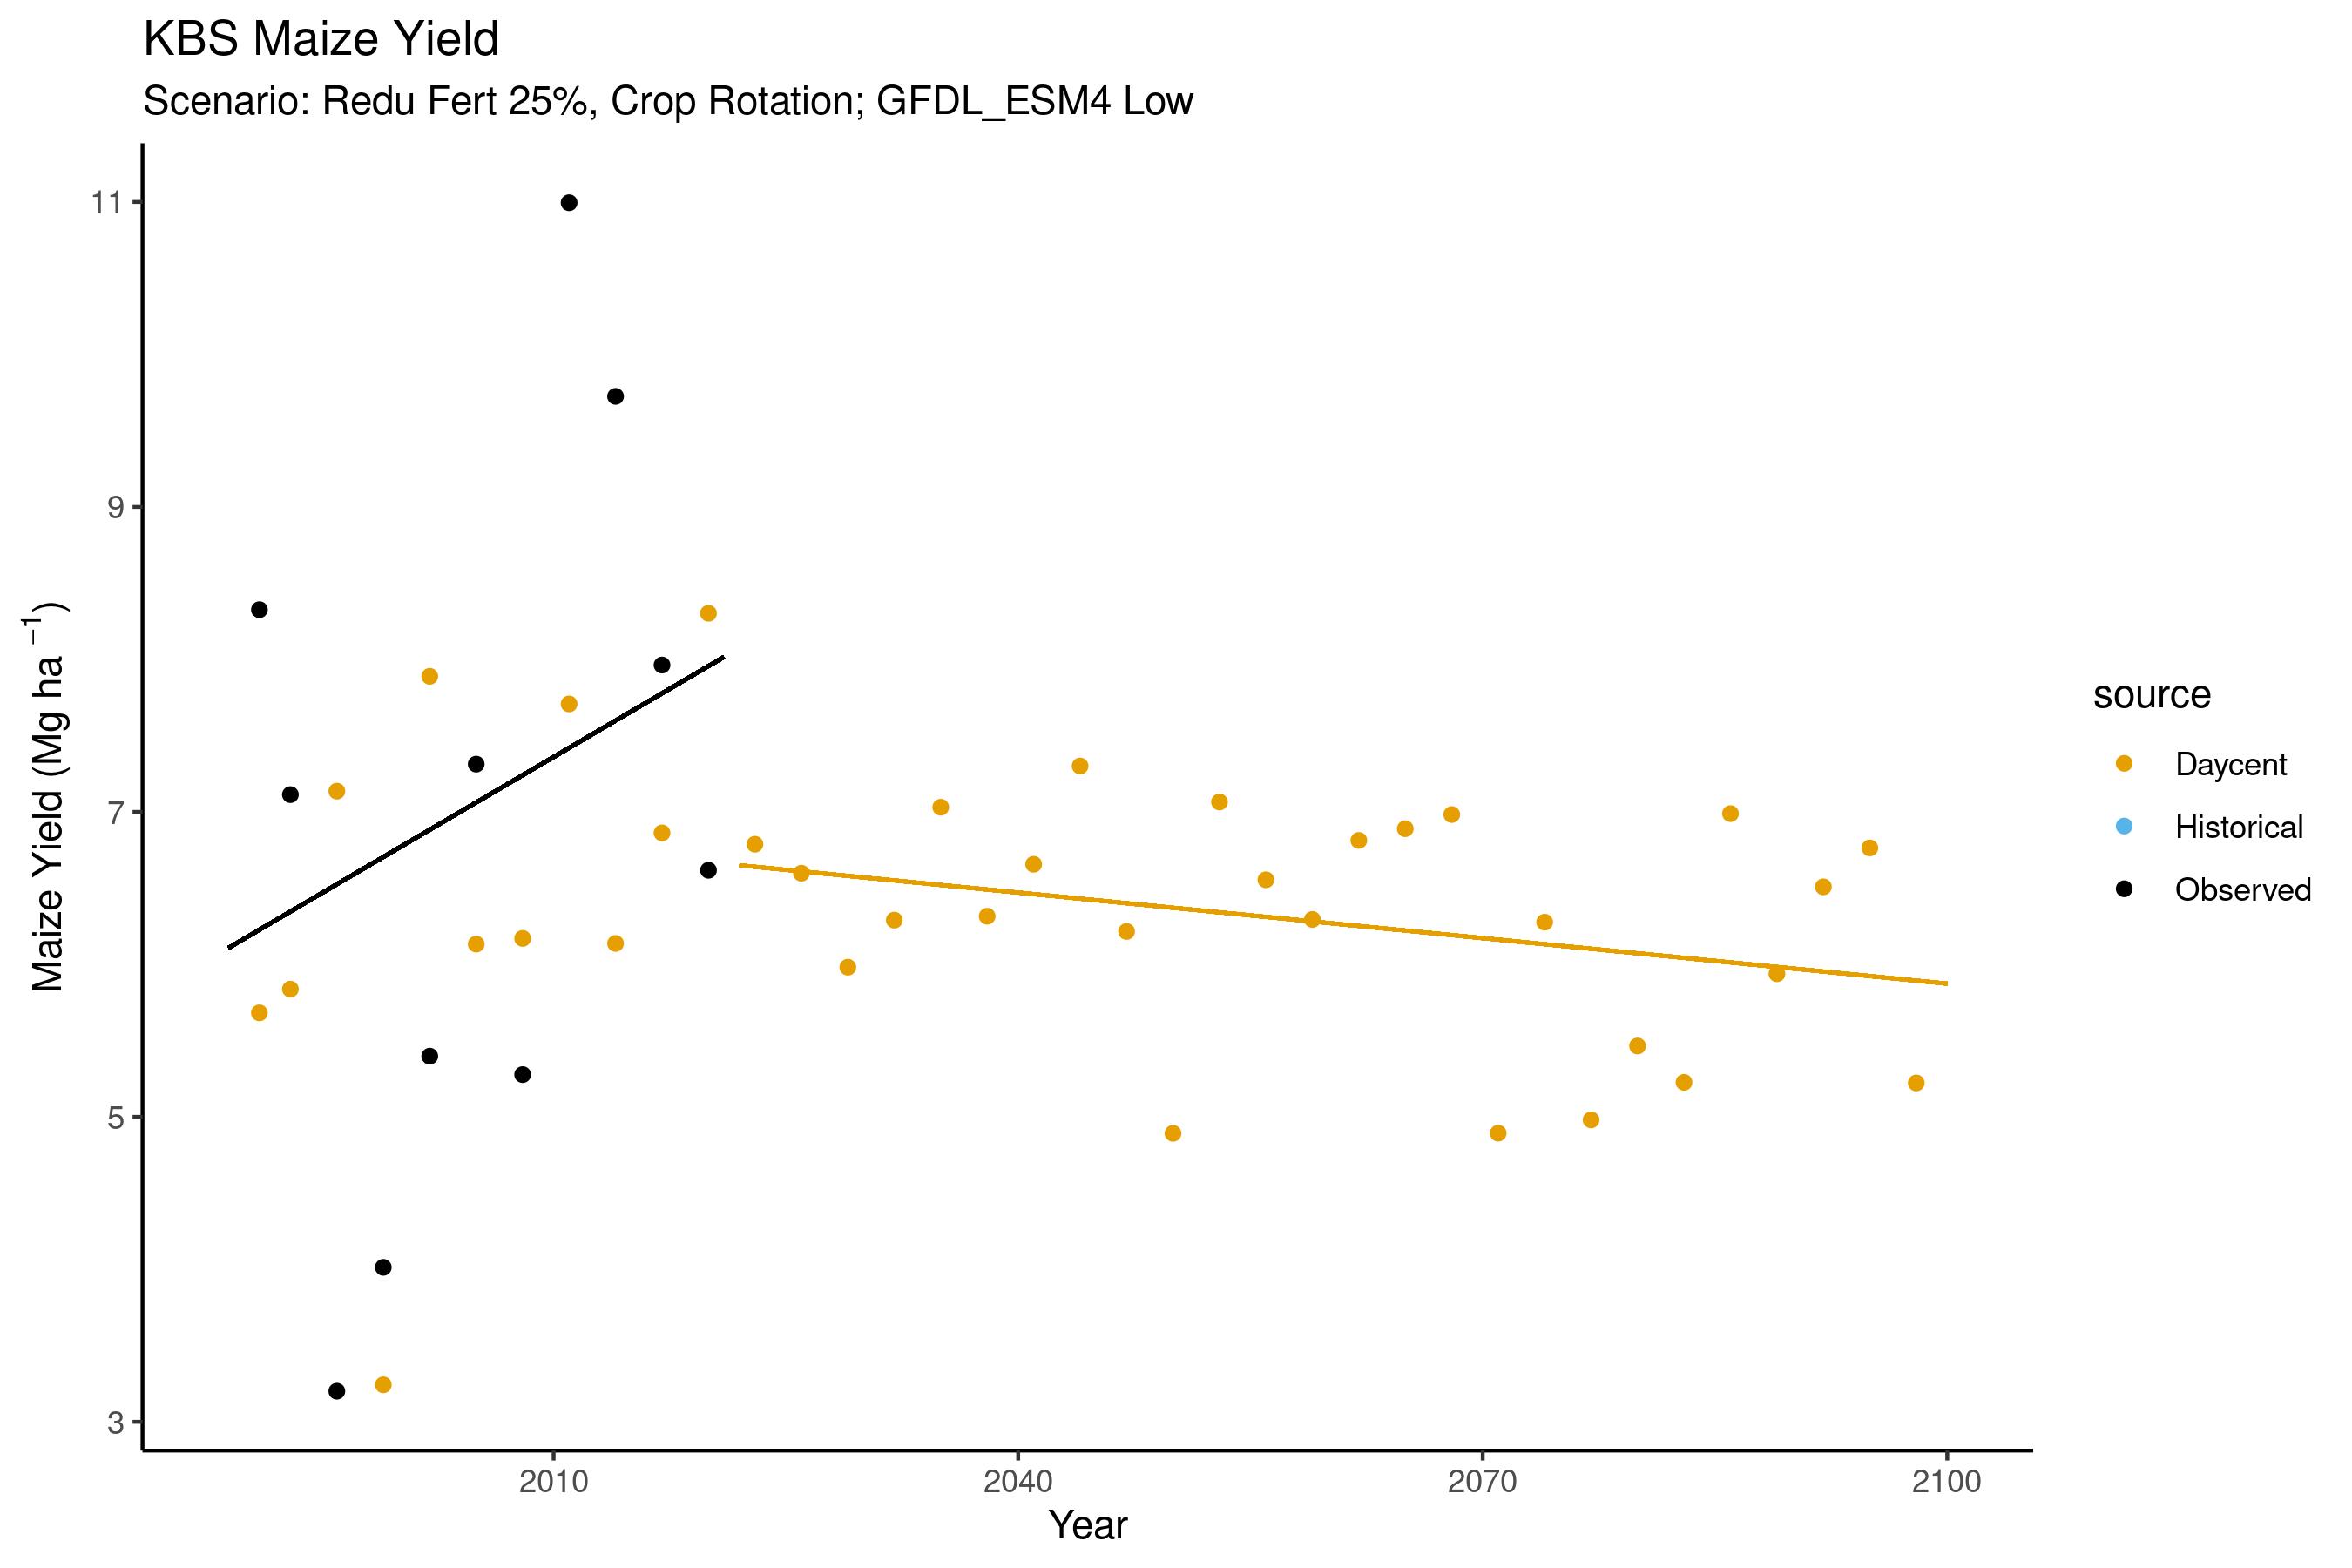 KBS Maize Yield
Scenario: Redu Fert 25%, Crop Rotation; GFDL_ESM4 Low
Maize Yield (Mg ha −1)
11
9
7
5
3
2010
2040
2070
2100
Year
source
Daycent
Historical
Observed